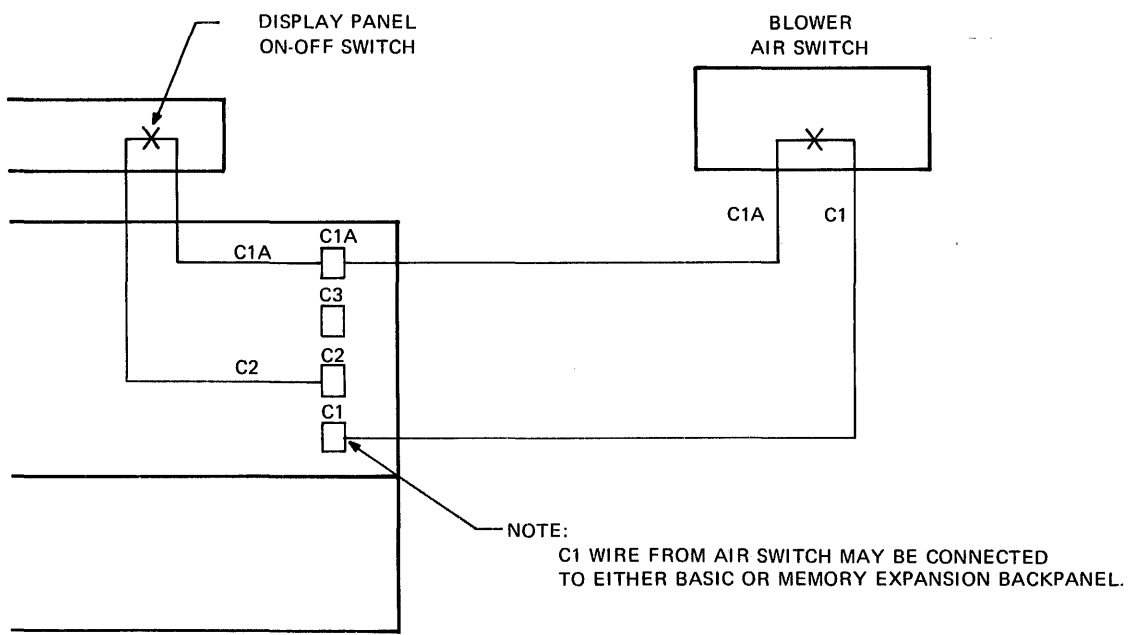 DISPLAY PANEL
ON-OFF SWITCH
BLOWER
AIR SWITCH
C1A
C1
C1A
C1A
C3
C2
C2
C1
NOTE:
C1 WIRE FROM AIR SWITCH MAY BE CONNECTED
TO EITHER BASIC OR MEMORY EXPANSION BACKPANEL.